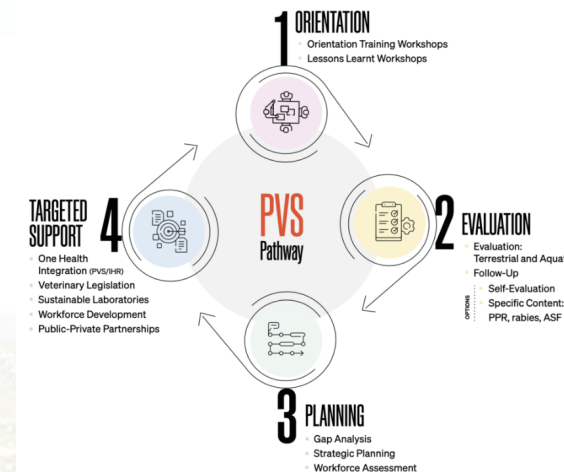 1 ORIENTATION
Orientation Training Workshops
Lessons Learnt Workshops
PVS
Pathway
2 EVALUATION
Evaluation:
Terrestrial and
Follow-Up
OPTIONS
Self-Evaluation
Specific Content:
PPR, rabies, ASF
3 PLANNING
Gap Analysis
Strategic Planning
Workforce Assessment
TARGETED
SUPPORT 4
One Health
Integration (PVS/IHR)
Veterinary Legislation
Sustainable Laboratories
Workforce Development
Public-Private Partnerships